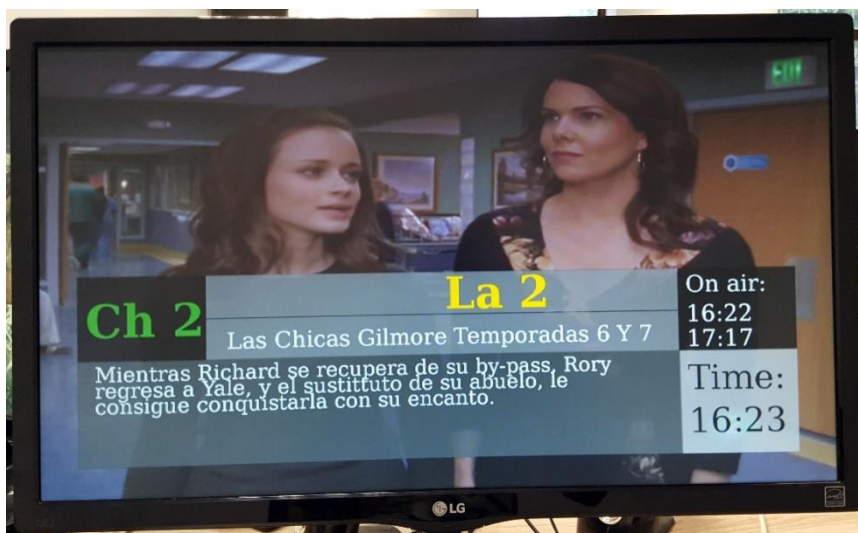 EXIT
Ch 2
La 2
Las Chicas Gilmore Temporadas 6 Y 7
On air:
16:22
17:17
Mientras Richard se recupera de su by-pass, Rory
regresa a Yale, y el sustituto de su abuelo, le
consigue conquistarla con su encanto.
Time:
16:23
LG